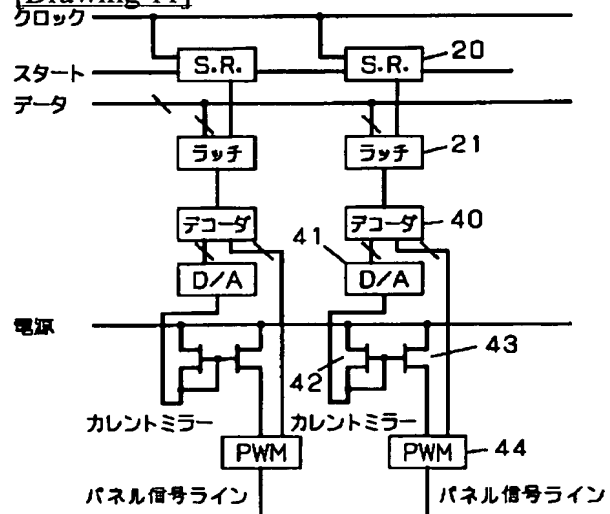 [Drawing 11]
クロック
S.R. S.R. 20
スタート
データ
ラッチ ラッチ 21
デコーダ デコーダ 40
41
D/A D/A
電源
42 43
カレントミラー カレントミラー
PWM PWM 44
パネル信号ライン パネル信号ライン